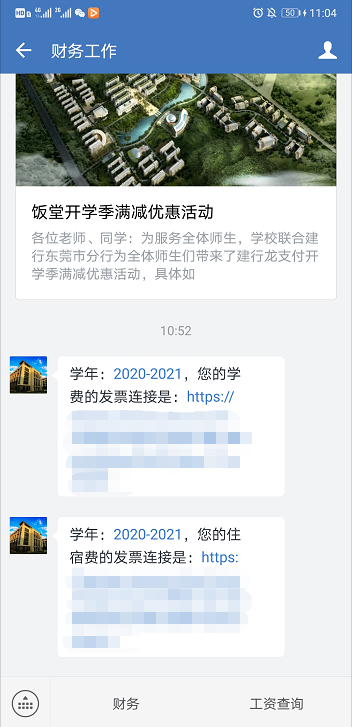 HD 4G 2G 50 11:04
财务工作
饭堂开学季满减优惠活动
各位老师、同学：为服务全体师生，学校联合建
行东莞市分行为全体师生们带来了建行龙支付开
学季满减优惠活动，具体如
10:52
学年：2020-2021，您的学
费的发票连接是：https://
学年：2020-2021，您的住
宿费的发票连接是：https:
财务 工资查询